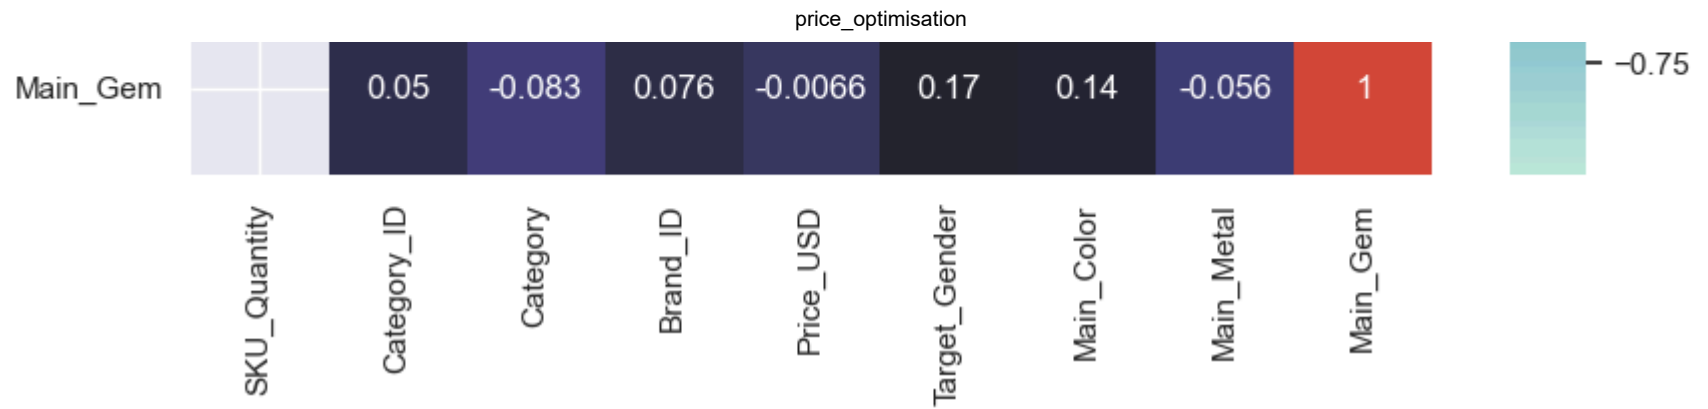 price_optimisation
Main_Gem
0.05 -0.083 0.076 -0.0066 0.17 0.14 -0.056 1
−0.75
SKU_Quantity
Category_ID
Category
Brand_ID
Price_USD
Target_Gender
Main_Color
Main_Metal
Main_Gem